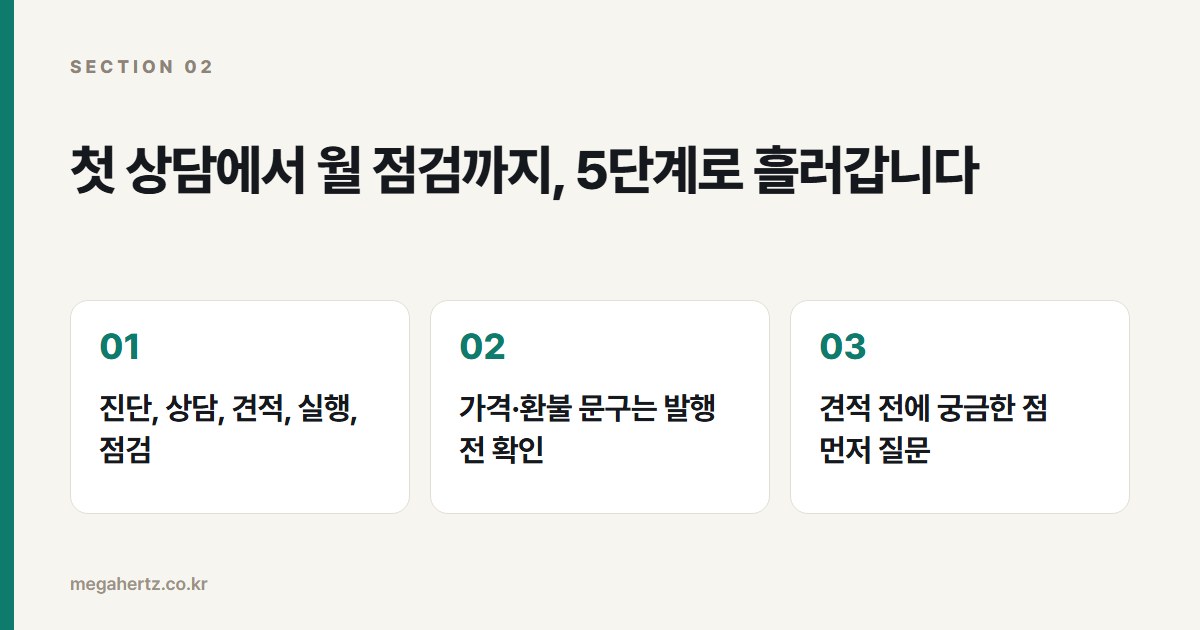 SECTION 02
첫 상담에서 월 점검까지, 5단계로 흘러갑니다
01
진단, 상담, 견적, 실행,
점검
02
가격·환불 문구는 발행
전 확인
03
견적 전에 궁금한 점
먼저 질문
megahertz.co.kr